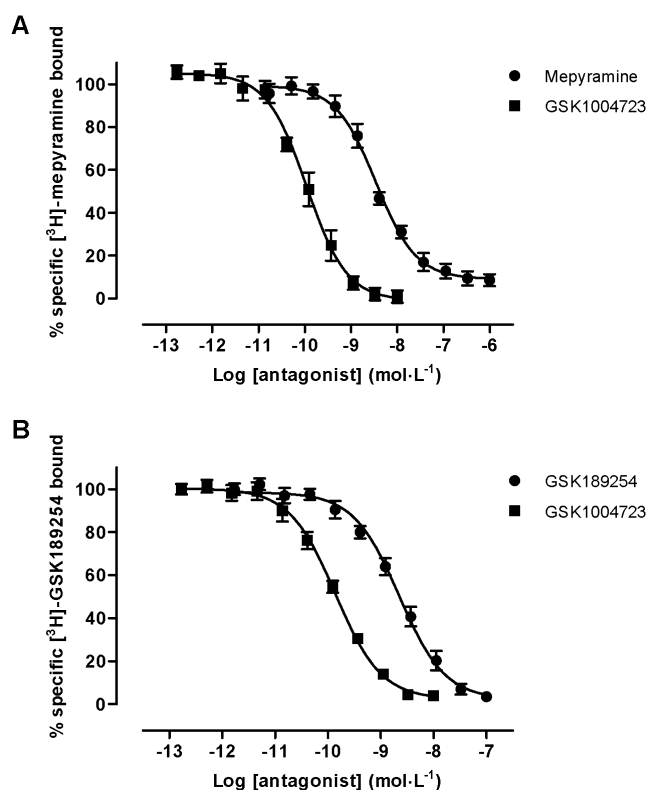 A
% specific [³H]-mepyramine bound
100
80
60
40
20
0
-13 -12 -11 -10 -9 -8 -7 -6
Log [antagonist] (mol·L⁻¹)
Mepyramine
GSK1004723
B
% specific [³H]-GSK189254 bound
100
80
60
40
20
0
-13 -12 -11 -10 -9 -8 -7
Log [antagonist] (mol·L⁻¹)
GSK189254
GSK1004723